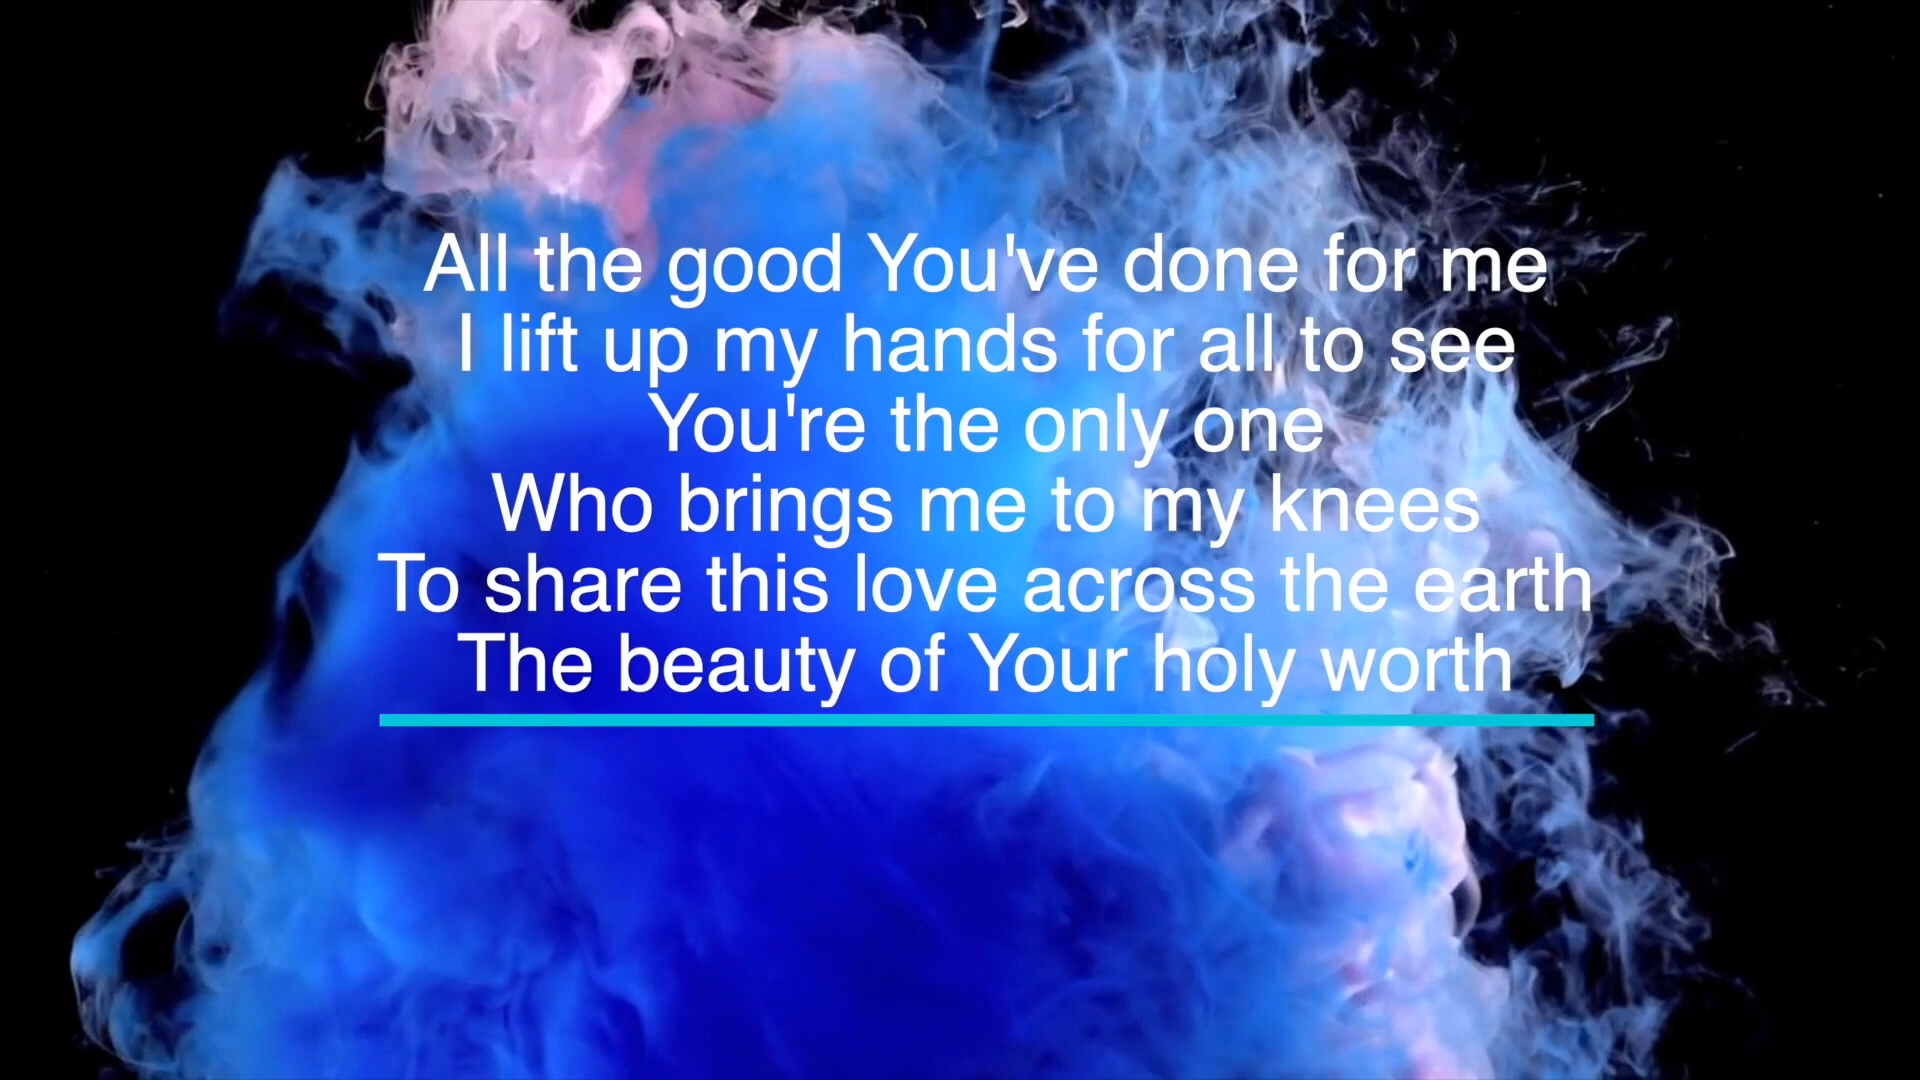 All the good You've done for me
I lift up my hands for all to see
You're the only one
Who brings me to my knees
To share this love across the earth
The beauty of Your holy worth